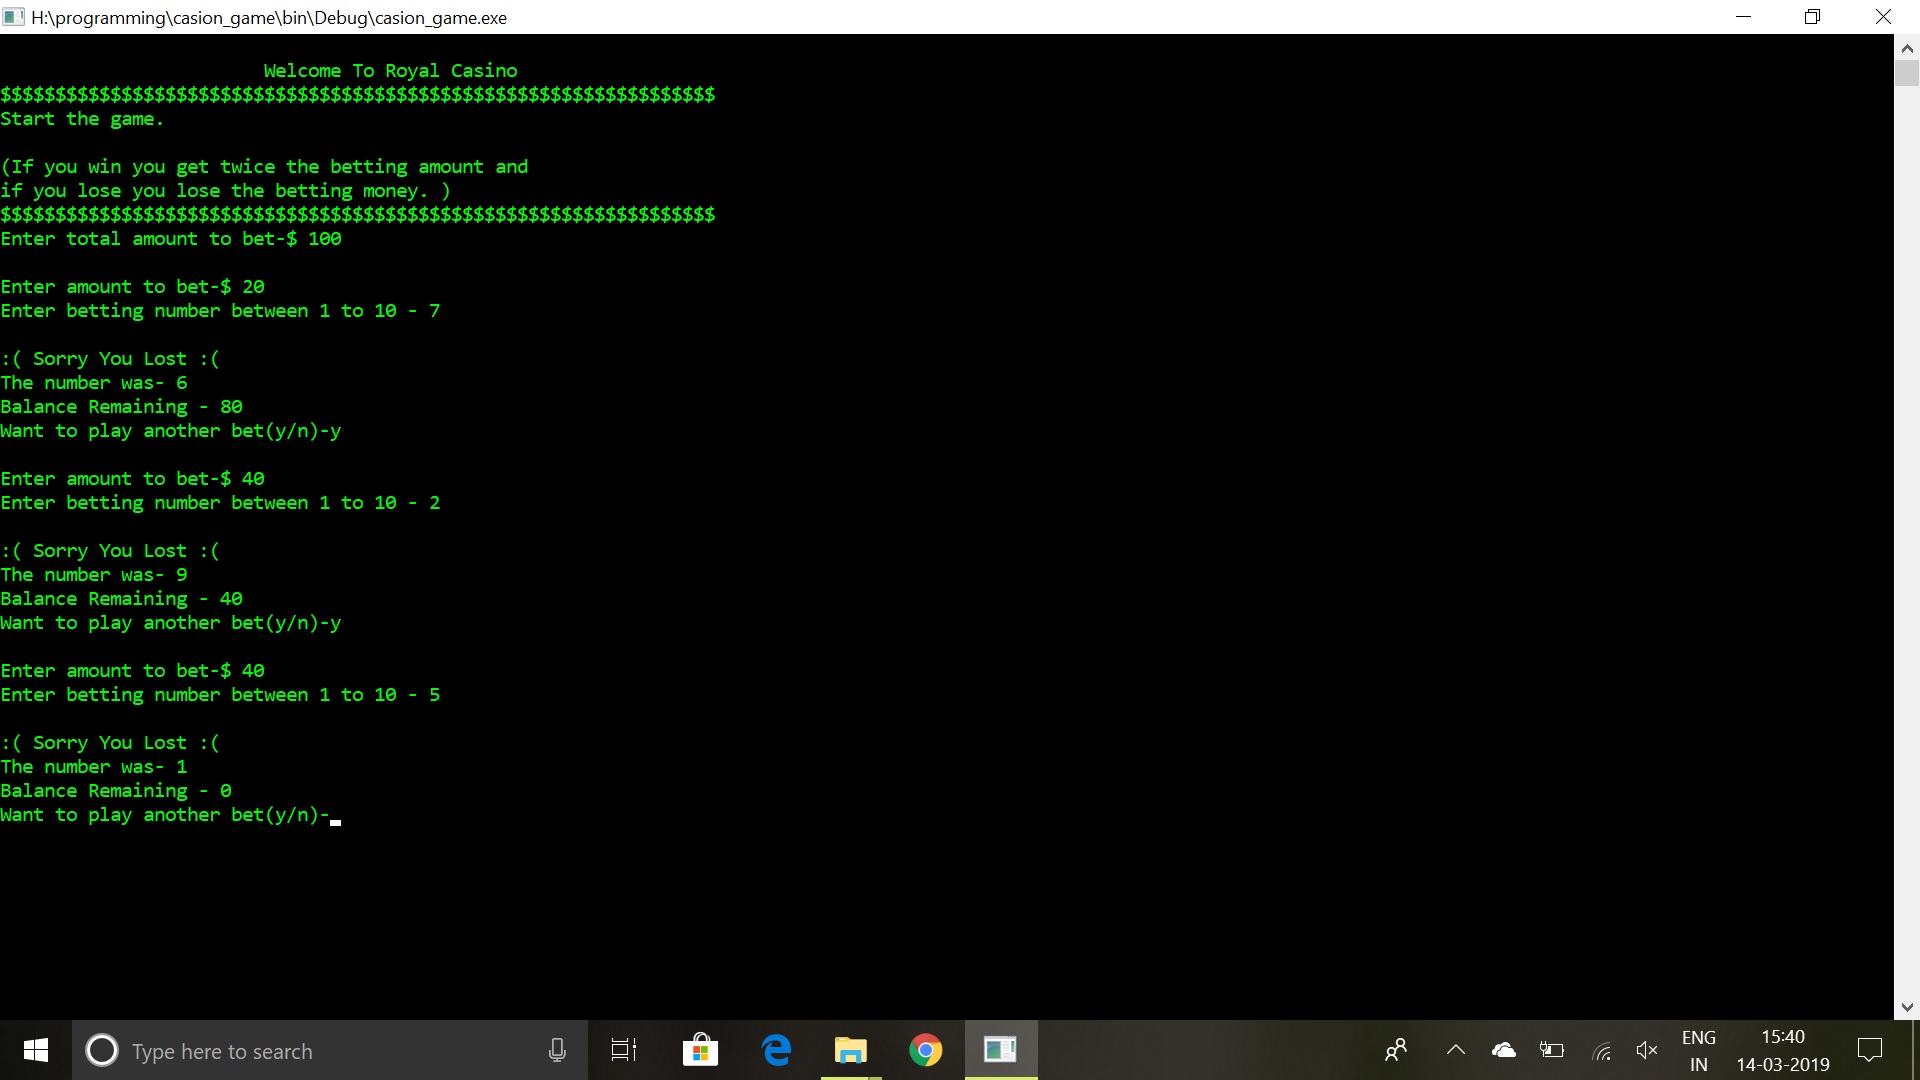 H:\programming\casion_game\bin\Debug\casion_game.exe
Welcome To Royal Casino
$$$$$$$$$$$$$$$$$$$$$$$$$$$$$$$$$$$$$$$$$$$$$$$$$$$$$$$$$$$$$$$$$
Start the game.
(If you win you get twice the betting amount and
if you lose you lose the betting money. )
$$$$$$$$$$$$$$$$$$$$$$$$$$$$$$$$$$$$$$$$$$$$$$$$$$$$$$$$$$$$$$$$$
Enter total amount to bet-$ 100
Enter amount to bet-$ 20
Enter betting number between 1 to 10 - 7
:( Sorry You Lost :(
The number was- 6
Balance Remaining - 80
Want to play another bet(y/n)-y
Enter amount to bet-$ 40
Enter betting number between 1 to 10 - 2
:( Sorry You Lost :(
The number was- 9
Balance Remaining - 40
Want to play another bet(y/n)-y
Enter amount to bet-$ 40
Enter betting number between 1 to 10 - 5
:( Sorry You Lost :(
The number was- 1
Balance Remaining - 0
Want to play another bet(y/n)-
Type here to search
ENG
IN
15:40
14-03-2019